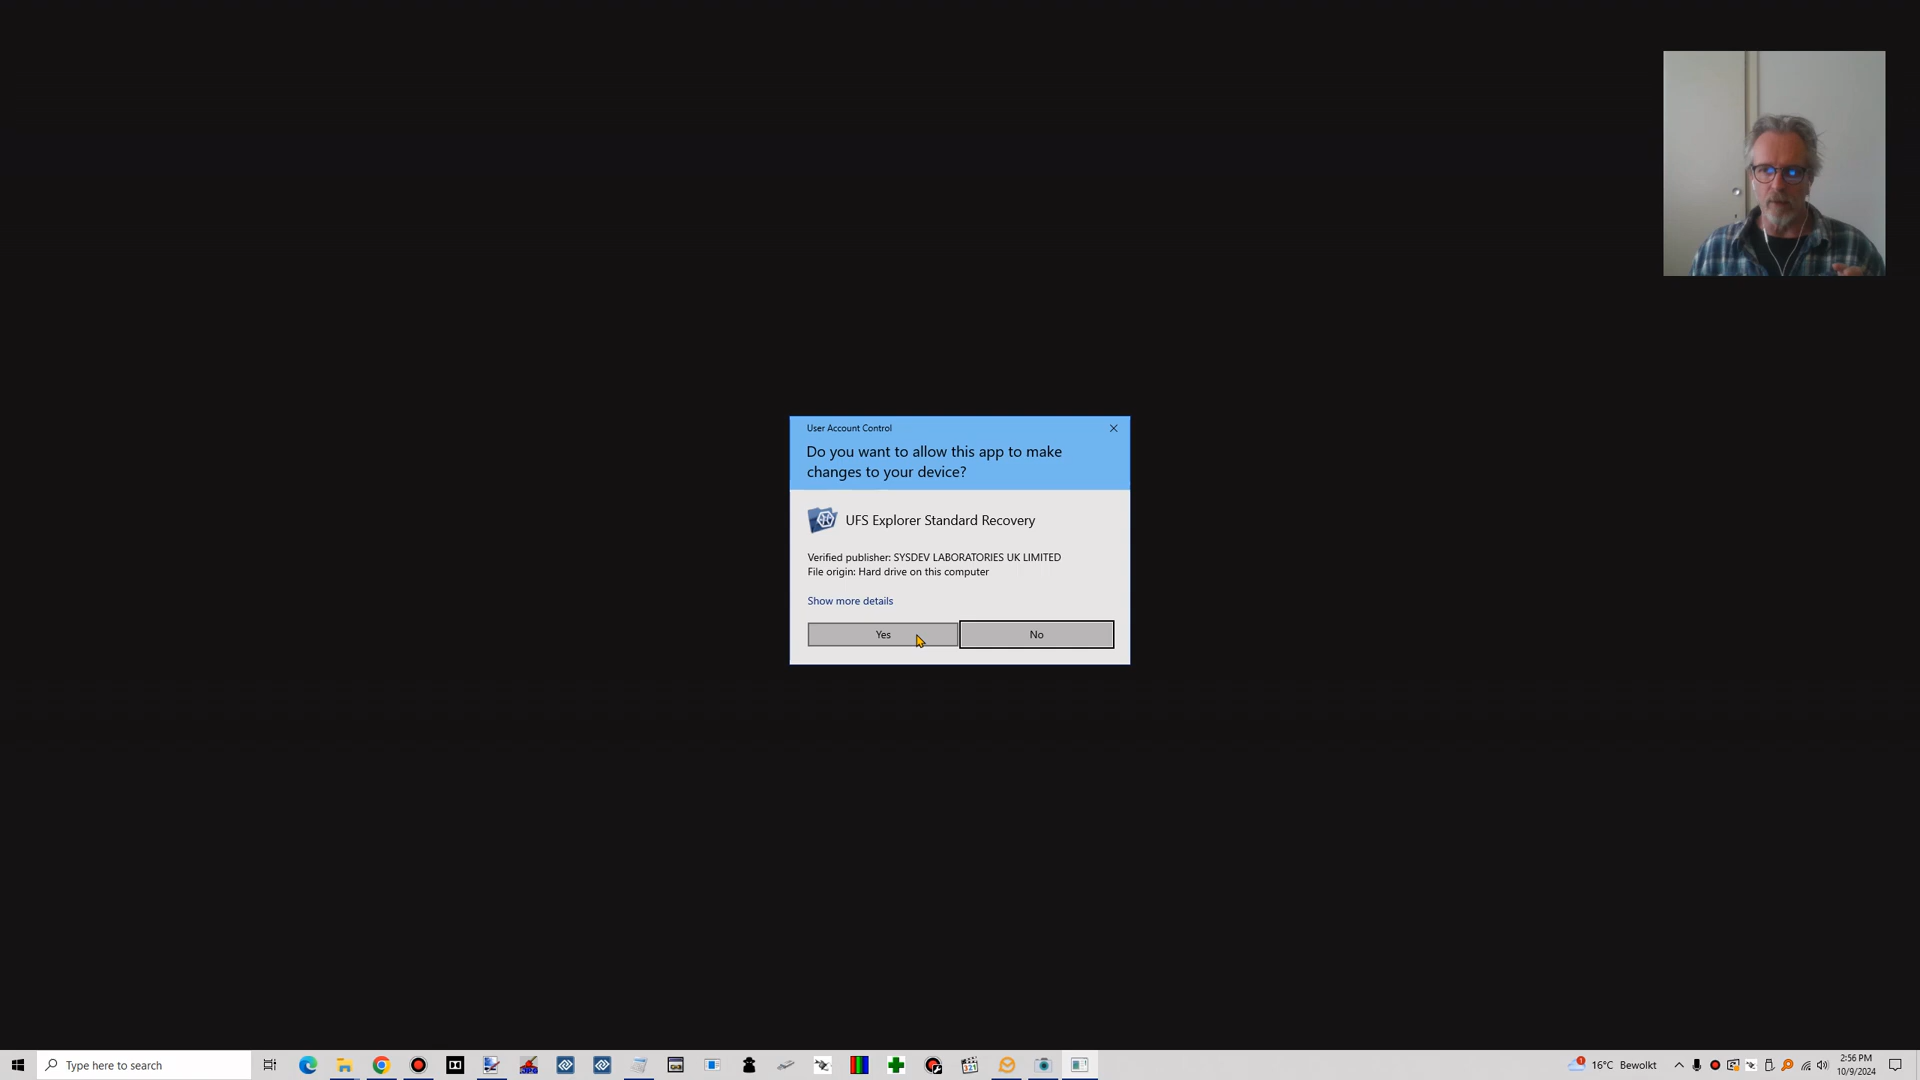 User Account Control
Do you want to allow this app to make
changes to your device?
UFS Explorer Standard Recovery
Verified publisher: SYSDEV LABORATORIES UK LIMITED
File origin: Hard drive on this computer
Show more details
Yes
No
Type here to search
16°C Bewolkt
2:56 PM
10/9/2024